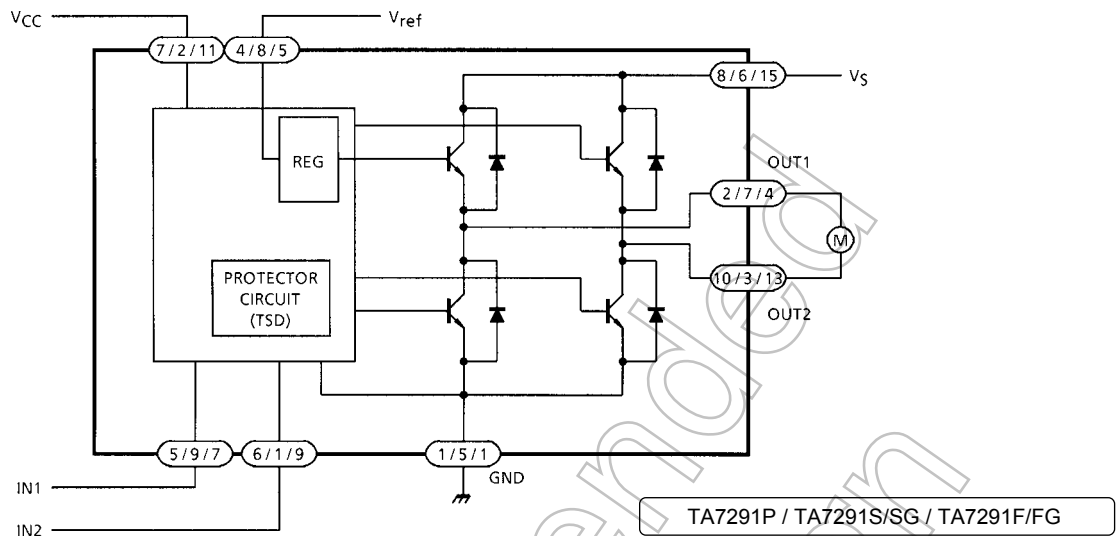 VCC
Vref
7/2/11
4/8/5
8/6/15
VS
REG
OUT1
2/7/4
M
PROTECTOR
CIRCUIT
(TSD)
10/3/13
OUT2
5/9/7
6/1/9
1/5/1
GND
IN1
IN2
TA7291P / TA7291S/SG / TA7291F/FG